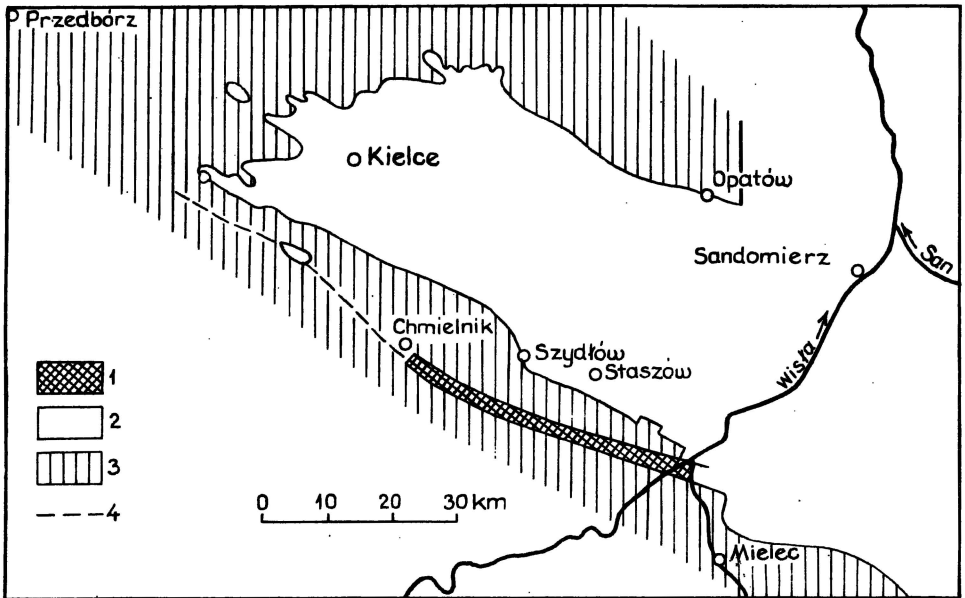 Przedbórz
Kielce
Opatów
Sandomierz
San
Chmielnik
Szydłów
Staszów
Wisła
1
2
3
4
0 10 20 30 km
Mielec